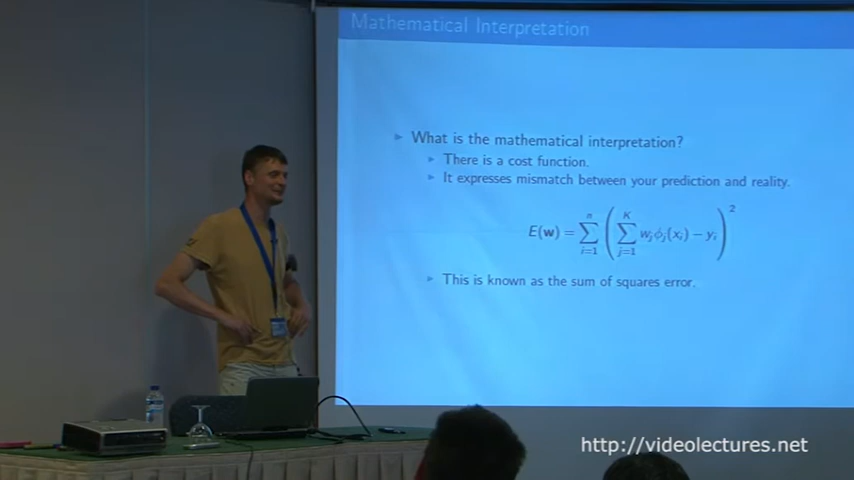 Mathematical Interpretation
What is the mathematical interpretation?
There is a cost function.
It expresses mismatch between your prediction and reality.
E(w) = ∑_{i=1}^{n} ( ∑_{j=1}^{K} w_j ϕ_j(x_i) − y_i )^2
This is known as the sum of squares error.
http://videolectures.net